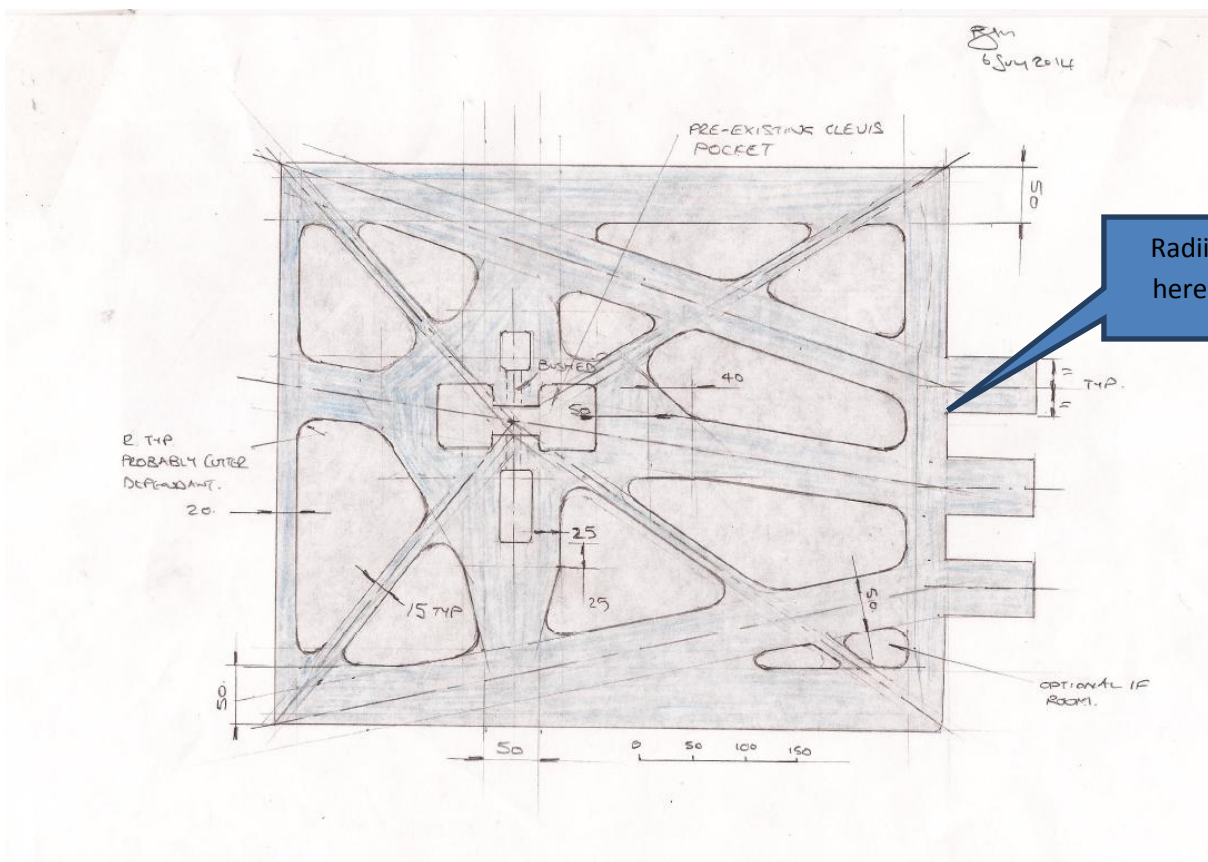 6 July 2014
PRE-EXISTING CLEVIS
POCKET
50
Radii
here
BUSHED
40
TYP.
50
R TYP
PROBABLY CUTTER
DEPENDANT.
20.
25
25
15 TYP
50.
50.
OPTIONAL IF
ROOM.
50
0 50 100 150